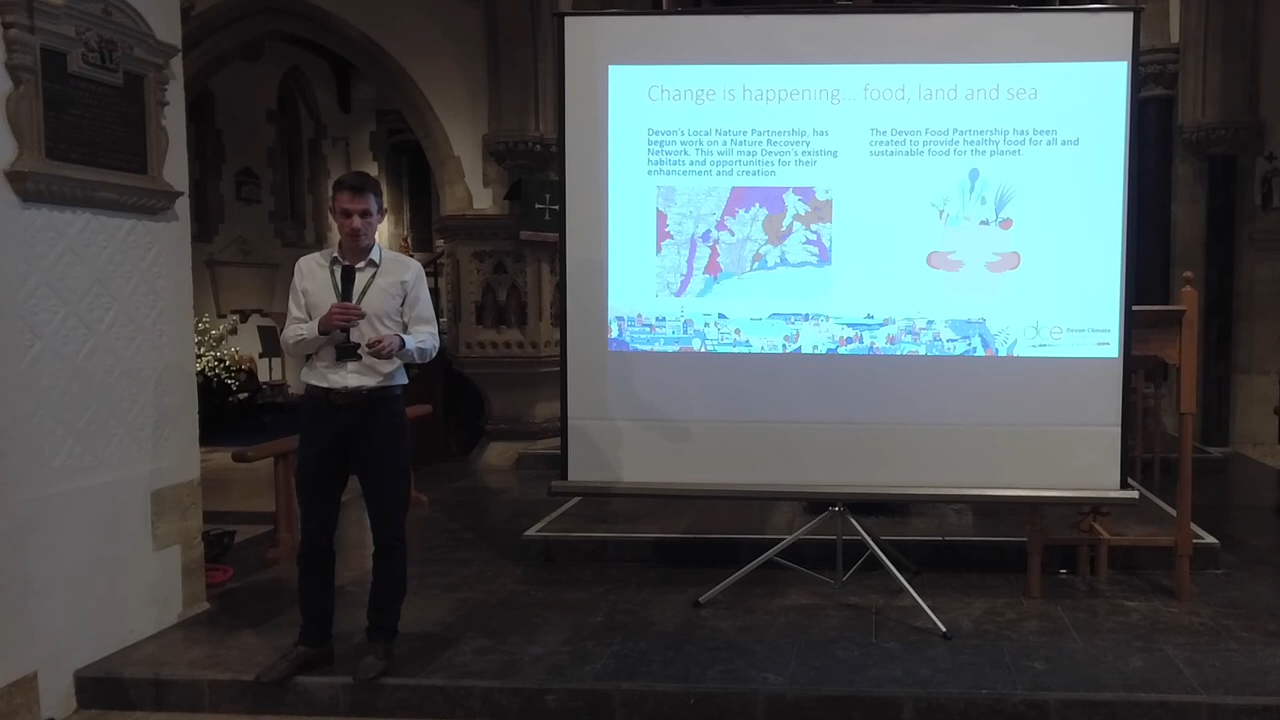 Change is happening... food, land and sea
Devon's Local Nature Partnership, has
begun work on a Nature Recovery
Network. This will map Devon's existing
habitats and opportunities for their
enhancement and creation.
The Devon Food Partnership has been
created to provide healthy food for all and
sustainable food for the planet.
Devon Climate